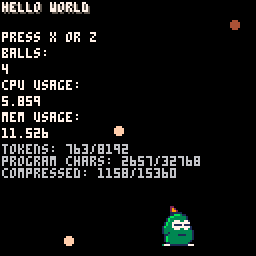 HELLO WORLD
PRESS X OR Z
BALLS:
4
CPU USAGE:
5.859
MEM USAGE:
11.526
TOKENS: 763/8192
PROGRAM CHARS: 2657/32768
COMPRESSED: 1158/15360